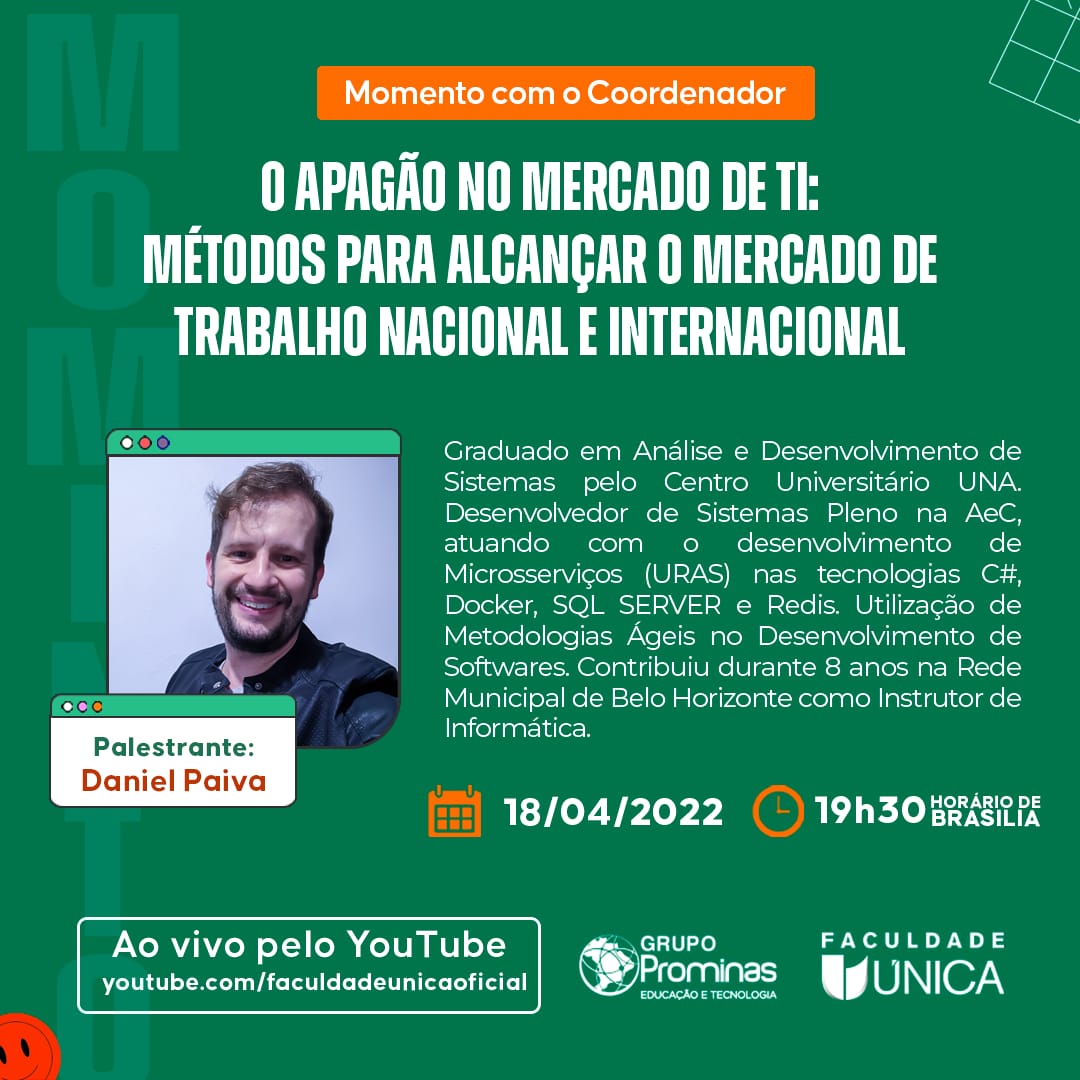 MOMENTO
Momento com o Coordenador
O APAGÃO NO MERCADO DE TI:
MÉTODOS PARA ALCANÇAR O MERCADO DE
TRABALHO NACIONAL E INTERNACIONAL
Graduado em Análise e Desenvolvimento de
Sistemas pelo Centro Universitário UNA.
Desenvolvedor de Sistemas Pleno na AeC,
atuando com o desenvolvimento de
Microsserviços (URAS) nas tecnologias C#,
Docker, SQL SERVER e Redis. Utilização de
Metodologias Ágeis no Desenvolvimento de
Softwares. Contribuiu durante 8 anos na Rede
Municipal de Belo Horizonte como Instrutor de
Informática.
Palestrante:
Daniel Paiva
18/04/2022
19h30 HORÁRIO DE
BRASILIA
Ao vivo pelo YouTube
youtube.com/faculdadeunicaoficial
GRUPO
Prominas
EDUCAÇÃO E TECNOLOGIA
FACULDADE
ÚNICA